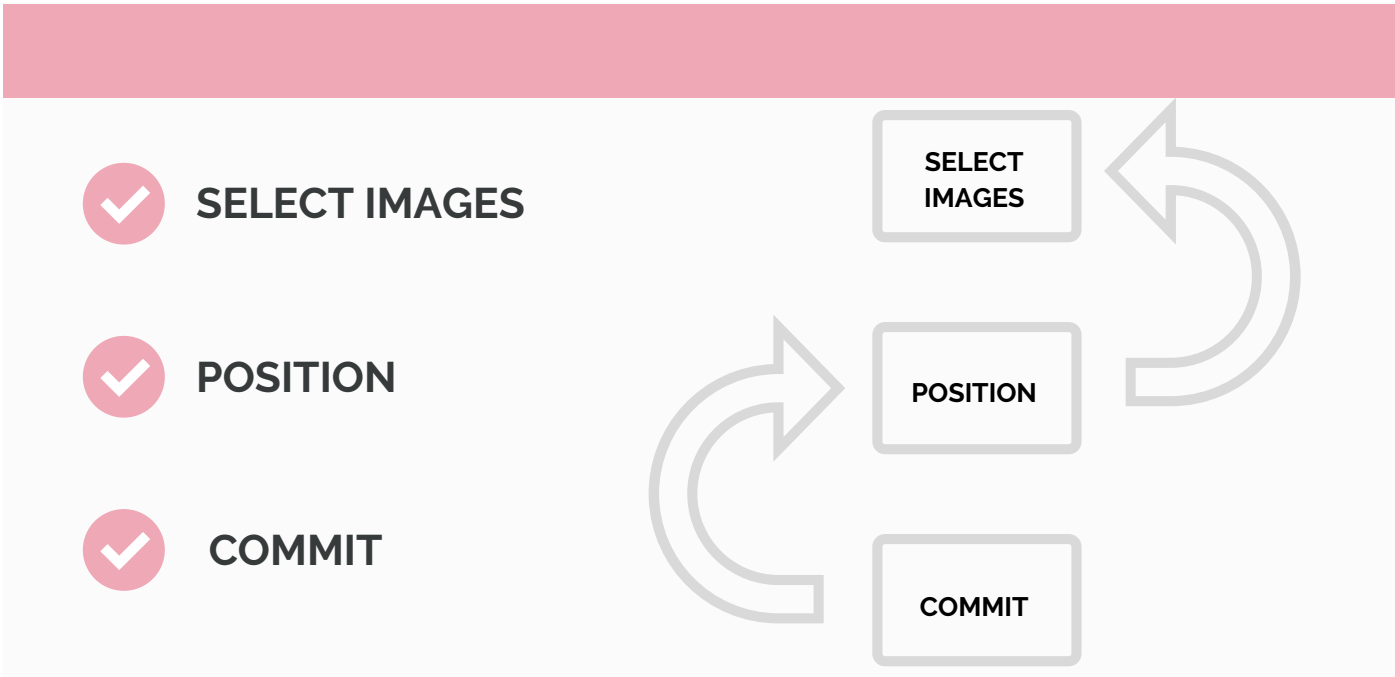 SELECT IMAGES
POSITION
COMMIT
SELECT
IMAGES
POSITION
COMMIT